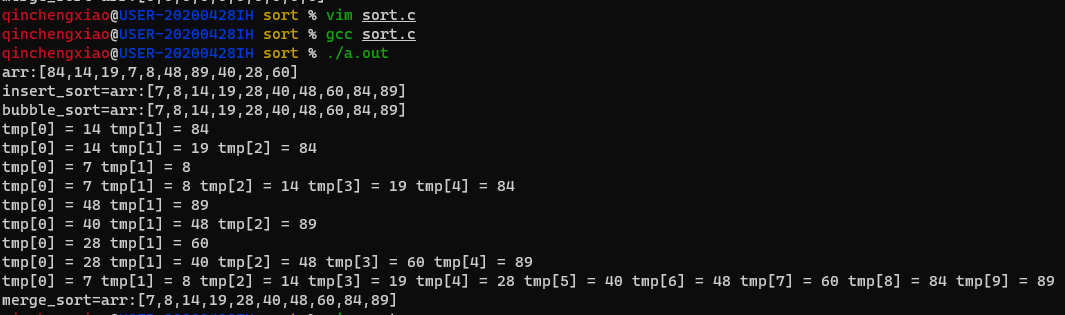 qinchengxiao@USER-20200428IH sort % vim sort.c
qinchengxiao@USER-20200428IH sort % gcc sort.c
qinchengxiao@USER-20200428IH sort % ./a.out
arr:[84,14,19,7,8,48,89,40,28,60]
insert_sort=arr:[7,8,14,19,28,40,48,60,84,89]
bubble_sort=arr:[7,8,14,19,28,40,48,60,84,89]
tmp[0] = 14 tmp[1] = 84
tmp[0] = 14 tmp[1] = 19 tmp[2] = 84
tmp[0] = 7 tmp[1] = 8
tmp[0] = 7 tmp[1] = 8 tmp[2] = 14 tmp[3] = 19 tmp[4] = 84
tmp[0] = 48 tmp[1] = 89
tmp[0] = 40 tmp[1] = 48 tmp[2] = 89
tmp[0] = 28 tmp[1] = 60
tmp[0] = 28 tmp[1] = 40 tmp[2] = 48 tmp[3] = 60 tmp[4] = 89
tmp[0] = 7 tmp[1] = 8 tmp[2] = 14 tmp[3] = 19 tmp[4] = 28 tmp[5] = 40 tmp[6] = 48 tmp[7] = 60 tmp[8] = 84 tmp[9] = 89
merge_sort=arr:[7,8,14,19,28,40,48,60,84,89]
qinchengxiao@USER-20200428IH sort %